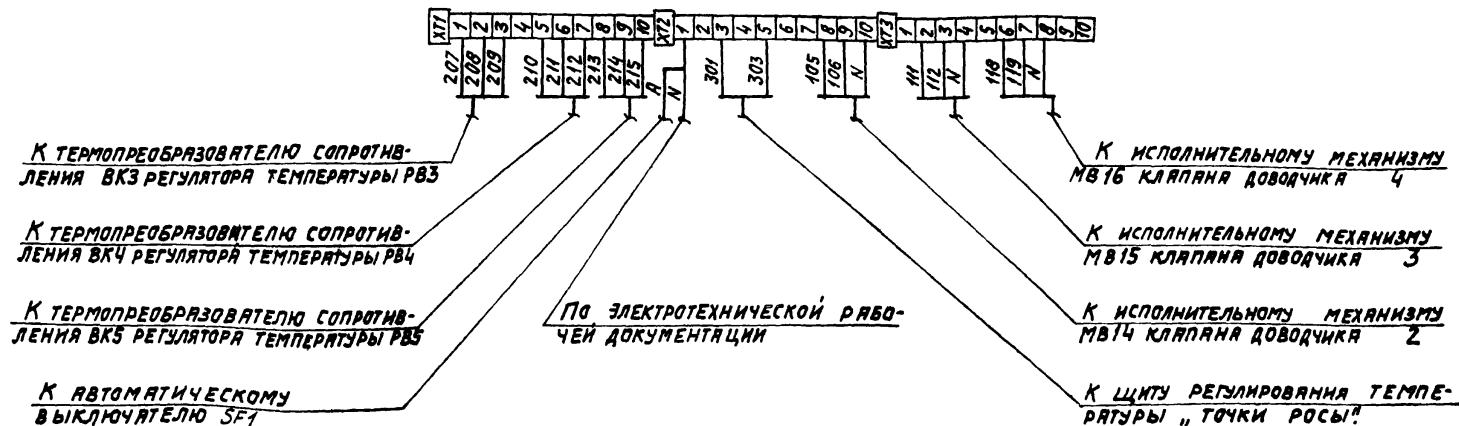 ХТ1 1 2 3 4 5 6 7 8 9 10 ХТ2 1 2 3 4 5 6 7 8 9 10 ХТ3 1 2 3 4 5 6 7 8 9 10
207 208 209 210 211 212 213 214 215 А N 301 303 105 106 N 111 112 N 118 119 N
К ТЕРМОПРЕОБРАЗОВАТЕЛЮ СОПРОТИВ-
ЛЕНИЯ ВК3 РЕГУЛЯТОРА ТЕМПЕРАТУРЫ РВ3
К ТЕРМОПРЕОБРАЗОВАТЕЛЮ СОПРОТИВ-
ЛЕНИЯ ВК4 РЕГУЛЯТОРА ТЕМПЕРАТУРЫ РВ4
К ТЕРМОПРЕОБРАЗОВАТЕЛЮ СОПРОТИВ-
ЛЕНИЯ ВК5 РЕГУЛЯТОРА ТЕМПЕРАТУРЫ РВ5
К АВТОМАТИЧЕСКОМУ
ВЫКЛЮЧАТЕЛЮ SF1
ПО ЭЛЕКТРОТЕХНИЧЕСКОЙ РАБО-
ЧЕЙ ДОКУМЕНТАЦИИ
К ИСПОЛНИТЕЛЬНОМУ МЕХАНИЗМУ
МВ16 КЛАПАНА ДОВОДЧИКА 4
К ИСПОЛНИТЕЛЬНОМУ МЕХАНИЗМУ
МВ15 КЛАПАНА ДОВОДЧИКА 3
К ИСПОЛНИТЕЛЬНОМУ МЕХАНИЗМУ
МВ14 КЛАПАНА ДОВОДЧИКА 2
К ЩИТУ РЕГУЛИРОВАНИЯ ТЕМПЕ-
РАТУРЫ „ТОЧКИ РОСЫ".